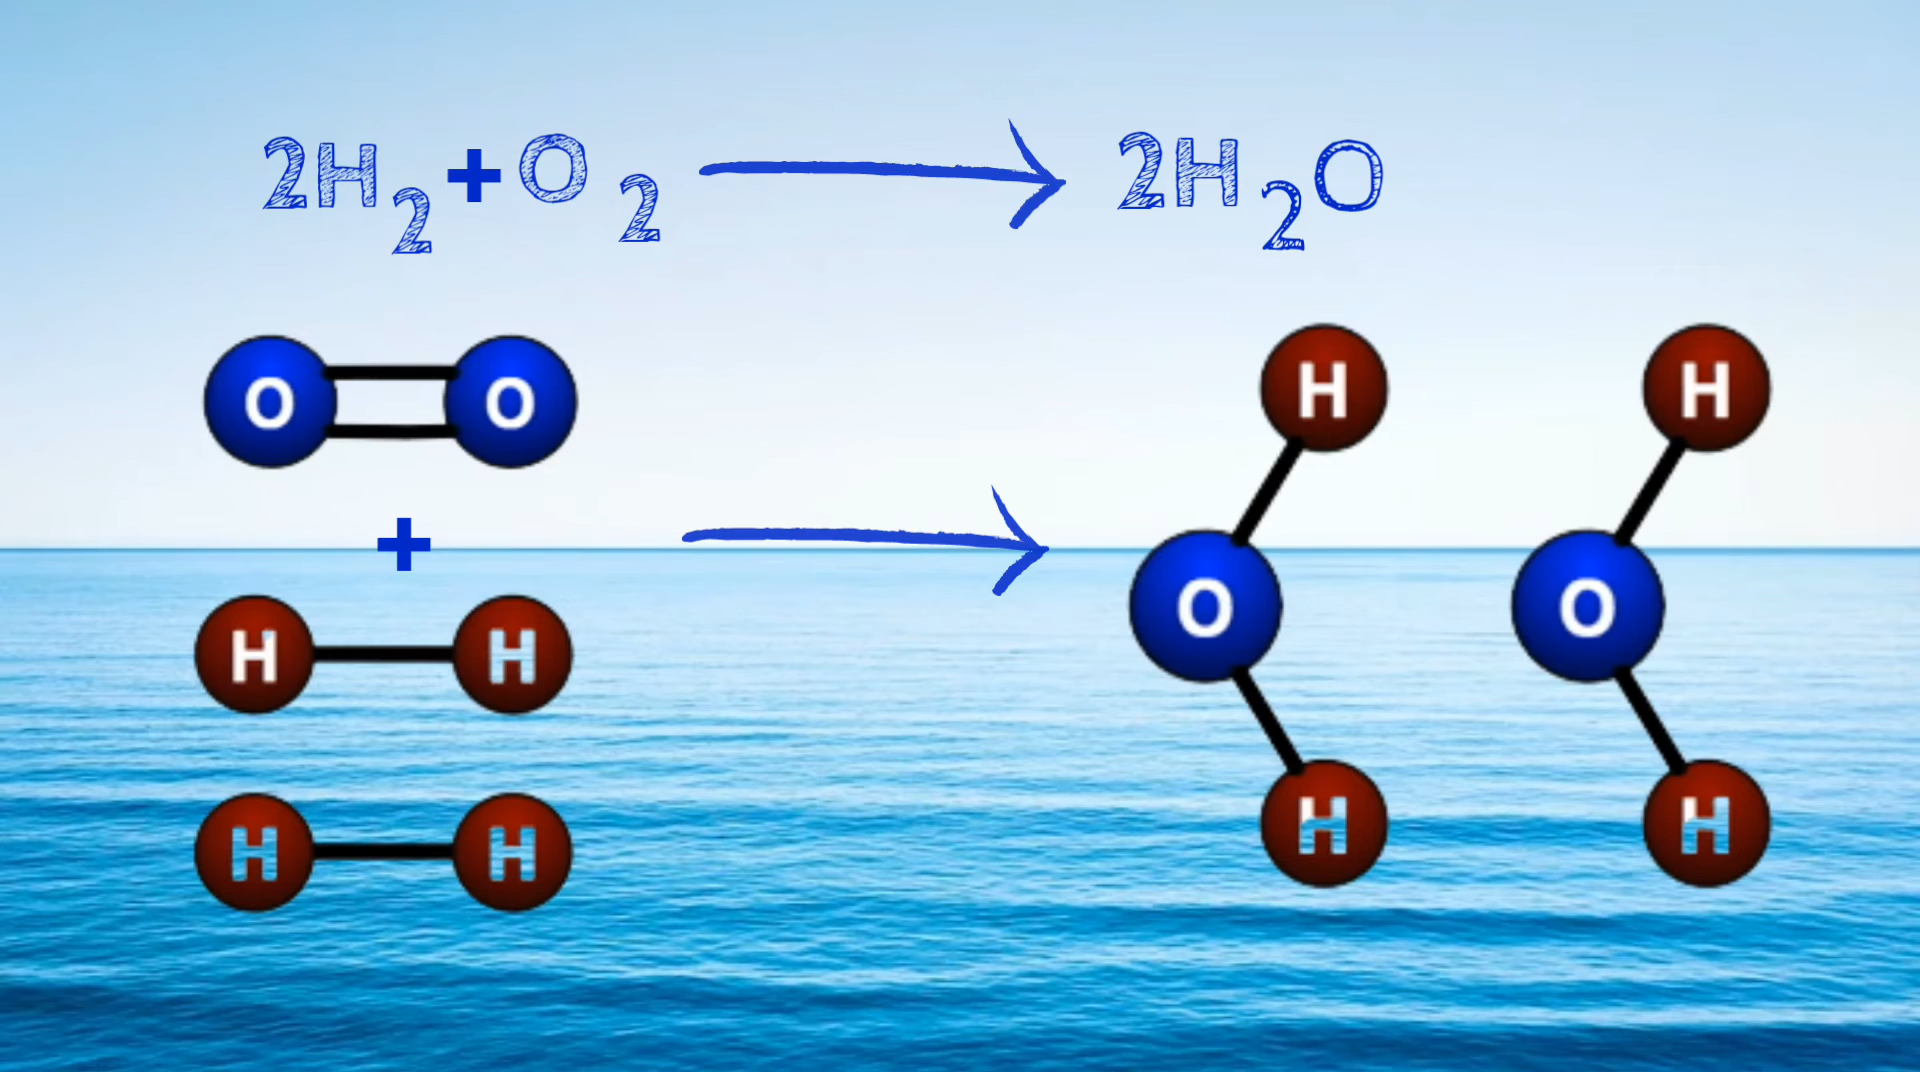 2H2+O2 → 2H2O
O O H H
+ →
O O
H H
H H H H